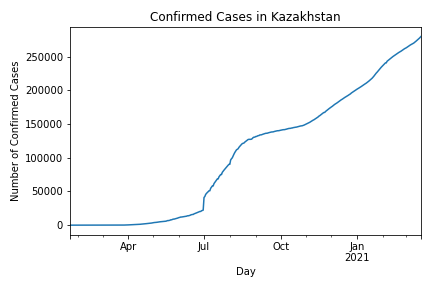 Confirmed Cases in Kazakhstan
Number of Confirmed Cases
250000
200000
150000
100000
50000
0
Apr
Jul
Oct
Jan
2021
Day